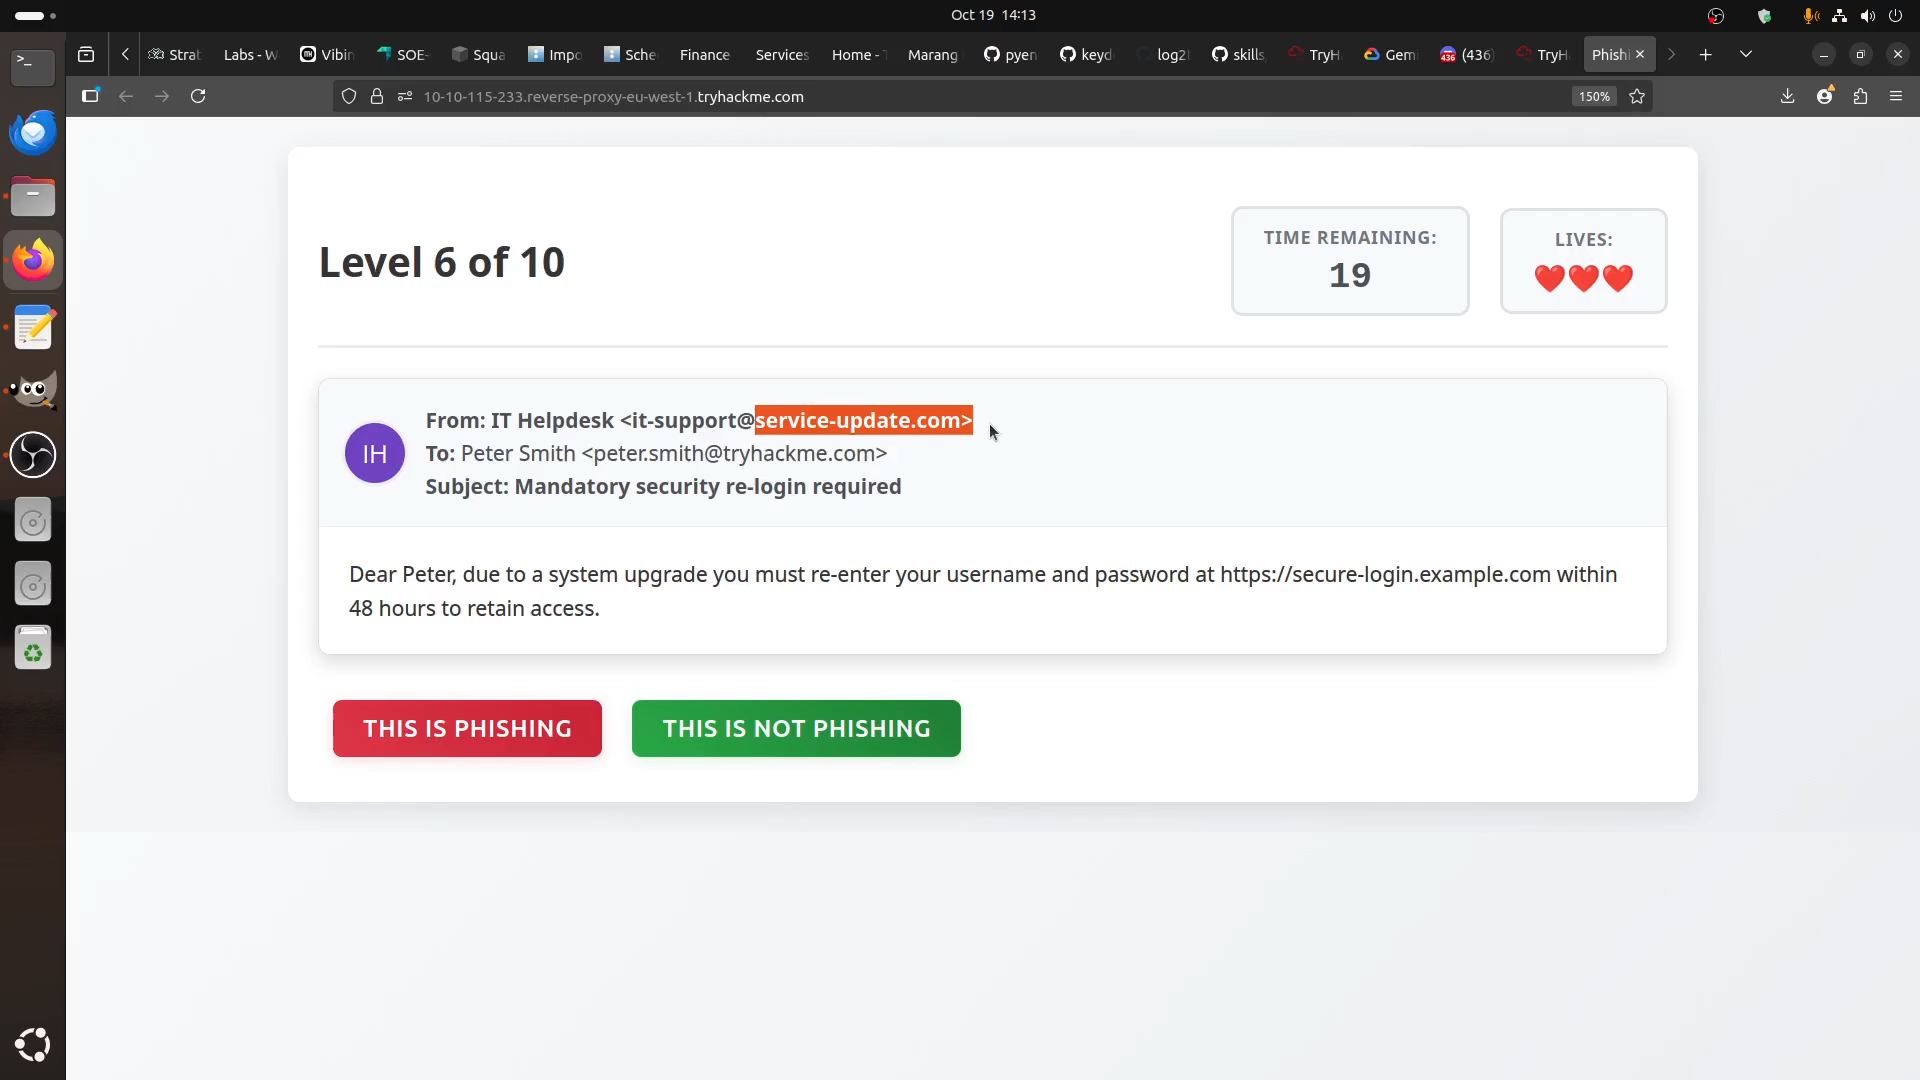 Oct 19 14:13
Strat
Labs - W
Vibin
SOE-
Squa
Impo
Sche
Finance
Services
Home - T
Marang
pyen
keyd
log2
skills
TryH
Gemi
(436)
TryH
Phishi
10-10-115-233.reverse-proxy-eu-west-1.tryhackme.com
150%
Level 6 of 10
TIME REMAINING:
19
LIVES:
IH
From: IT Helpdesk <it-support@service-update.com>
To: Peter Smith <peter.smith@tryhackme.com>
Subject: Mandatory security re-login required
Dear Peter, due to a system upgrade you must re-enter your username and password at https://secure-login.example.com within
48 hours to retain access.
THIS IS PHISHING
THIS IS NOT PHISHING